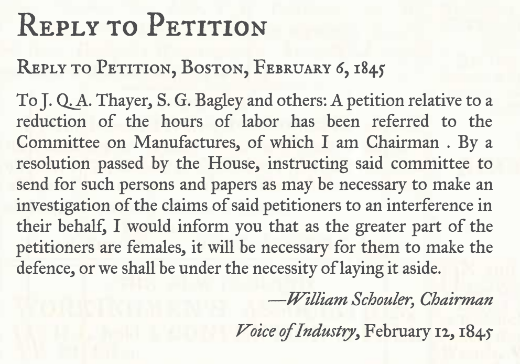 Reply to Petition
Reply to Petition, Boston, February 6, 1845
To J. Q. A. Thayer, S. G. Bagley and others: A petition relative to a
reduction of the hours of labor has been referred to the
Committee on Manufactures, of which I am Chairman . By a
resolution passed by the House, instructing said committee to
send for such persons and papers as may be necessary to make an
investigation of the claims of said petitioners to an interference in
their behalf, I would inform you that as the greater part of the
petitioners are females, it will be necessary for them to make the
defence, or we shall be under the necessity of laying it aside.
—William Schouler, Chairman
Voice of Industry, February 12, 1845